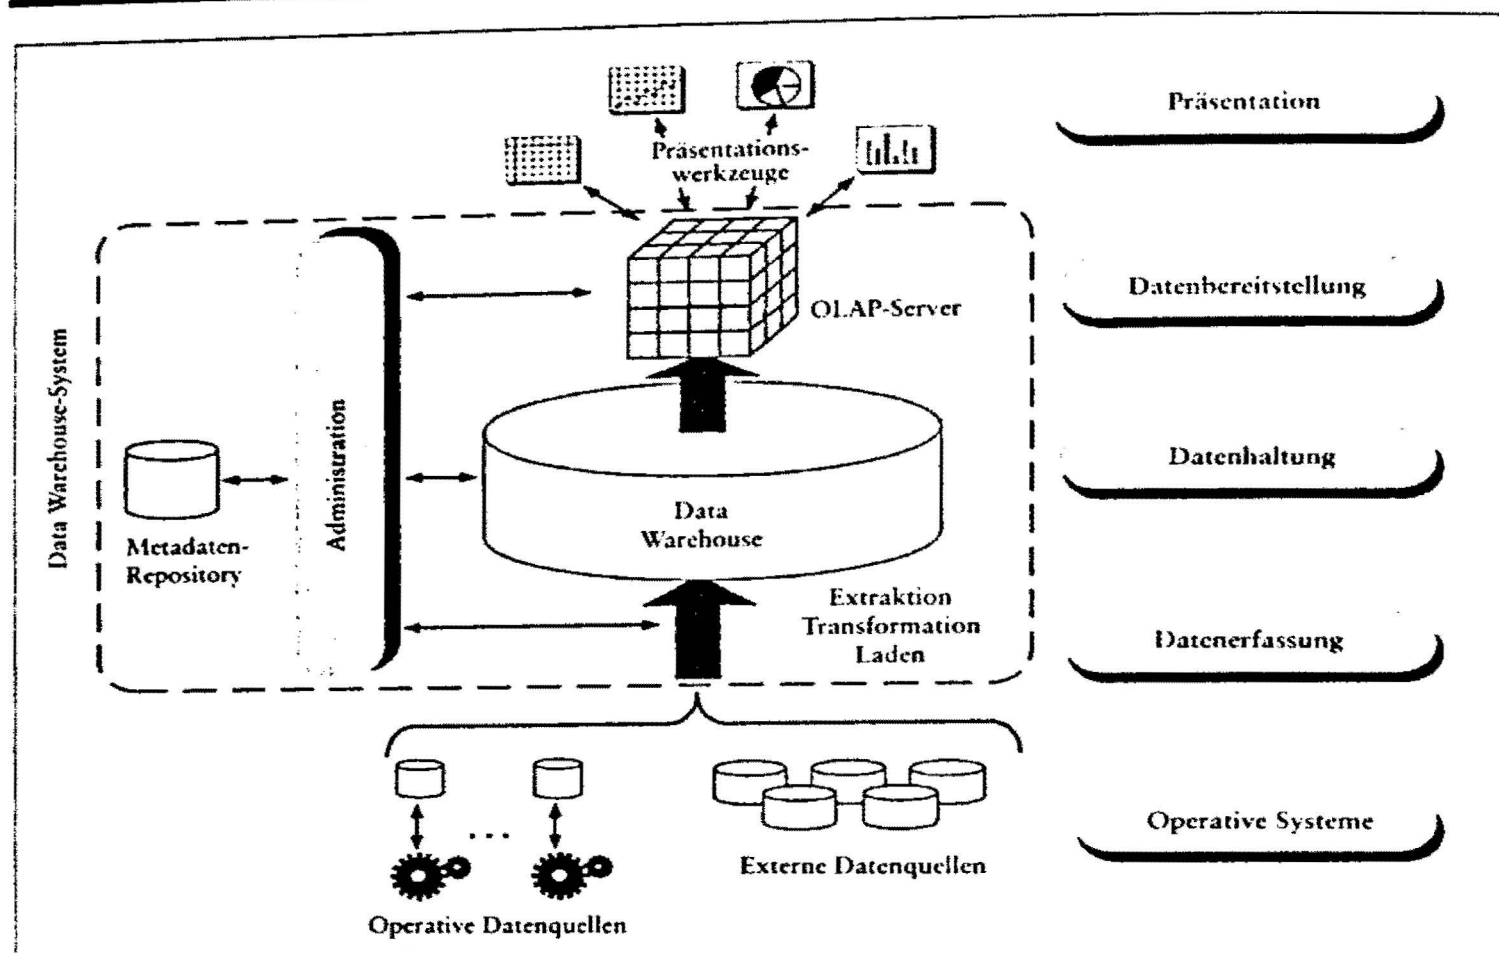 Präsentation
Präsentations-
werkzeuge
Datenbereitstellung
OLAP-Server
Data Warehouse-System
Administration
Datenhaltung
Data
Warehouse
Metadaten-
Repository
Extraktion
Transformation
Laden
Datenerfassung
Operative Systeme
Externe Datenquellen
...
Operative Datenquellen